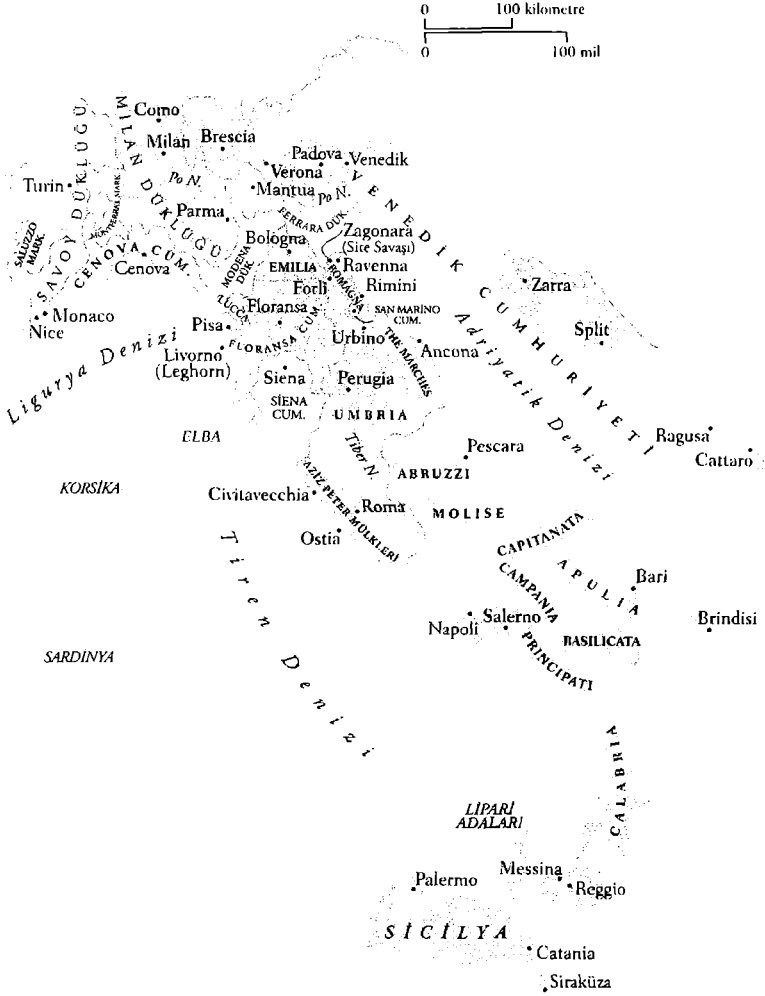 0 100 kilometre
0 100 mil
Como
Milan
Brescia
Padova
Venedik
Verona
Mantua
Turin
Po N.
Po N.
Parma
SAVOY DÜKLÜĞÜ
MİLAN DÜKLÜĞÜ
MONTFERRAT MARK.
SALUZZO
MARK.
CENOVA CUM.
Cenova
FERRARA DÜK.
Zagonara
(Sire Savaşı)
Bologna
MODENA
DÜK.
EMILIA
Ravenna
ROMAGNA
Forli
Rimini
SAN MARINO
CUM.
LUCCA
Floransa
FLORANSA CUM.
Pisa
Livorno
(Leghorn)
Urbino
THE MARCHES
Ancona
Monaco
Nice
Ligurya Denizi
VENEDİK CUMHURİYETİ
Adriyatik Denizi
Zarra
Split
Siena
SİENA
CUM.
Perugia
UMBRIA
ELBA
KORSİKA
Tiber N.
Pescara
ABRUZZI
Ragusa
Cattaro
Civitavecchia
AZİZ PETER MÜLKLERİ
Roma
Ostia
MOLISE
Tiren Denizi
CAPITANATA
CAMPANIA
APULIA
Bari
Napoli
Salerno
Brindisi
BASILICATA
PRINCIPATI
SARDİNYA
CALABRIA
LİPARİ
ADALARI
Messina
Reggio
Palermo
SİCİLYA
Catania
Siraküza